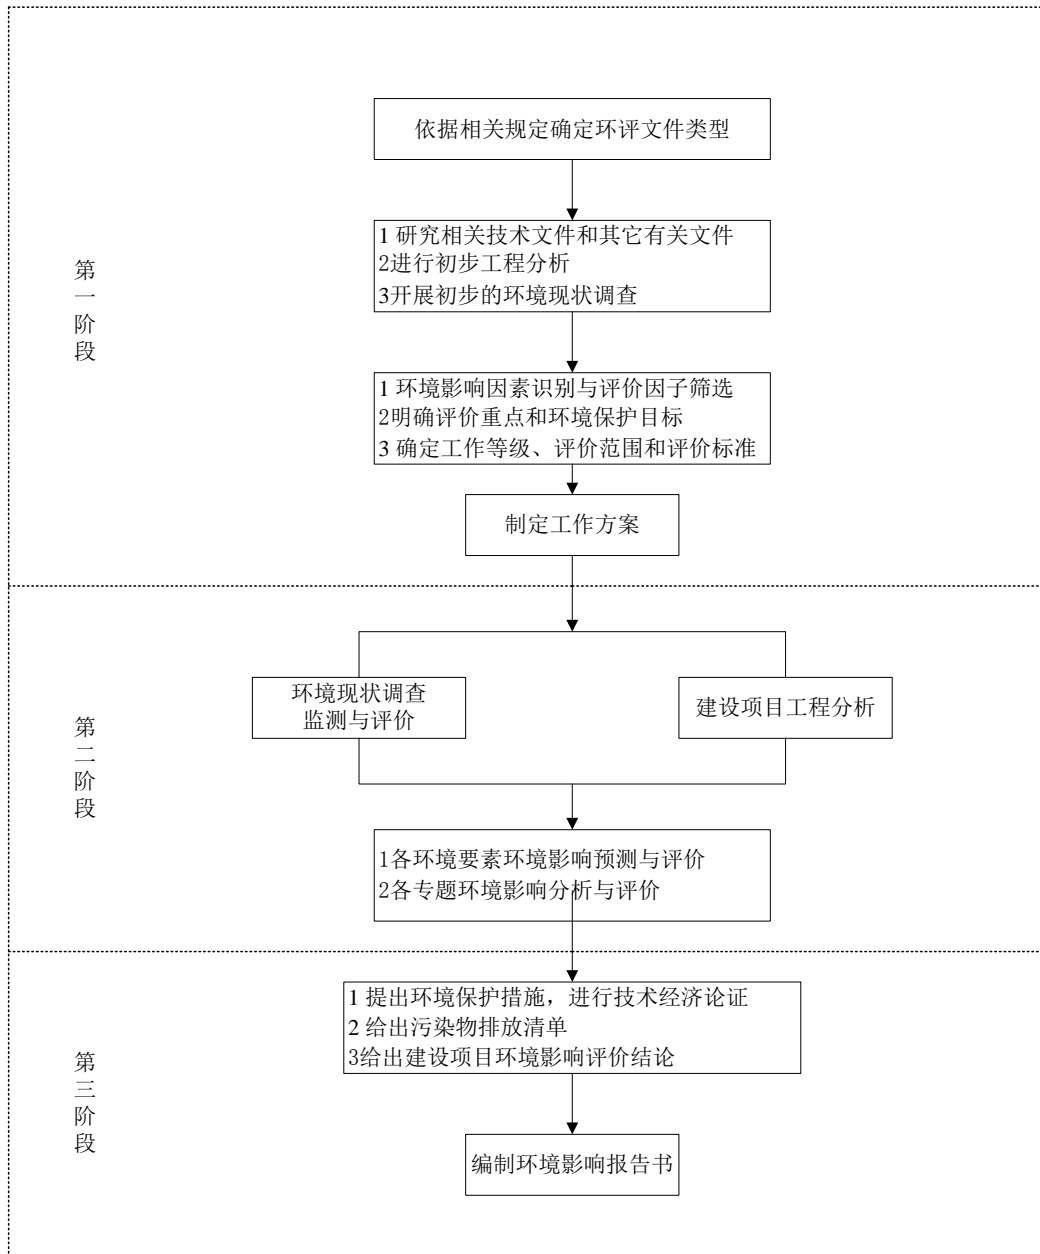 依据相关规定确定环评文件类型
1 研究相关技术文件和其它有关文件
2进行初步工程分析
3开展初步的环境现状调查
第
一
阶
段
1 环境影响因素识别与评价因子筛选
2明确评价重点和环境保护目标
3 确定工作等级、评价范围和评价标准
制定工作方案
环境现状调查
监测与评价
建设项目工程分析
第
二
阶
段
1各环境要素环境影响预测与评价
2各专题环境影响分析与评价
1 提出环境保护措施，进行技术经济论证
2 给出污染物排放清单
3给出建设项目环境影响评价结论
第
三
阶
段
编制环境影响报告书